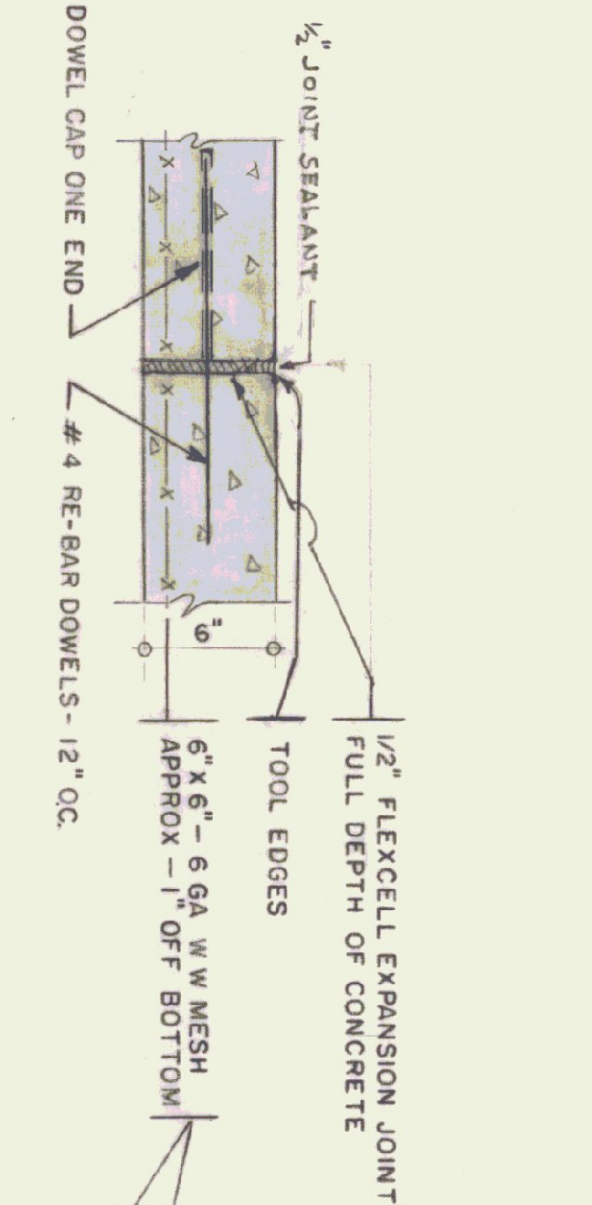 1/2" FLEXCELL EXPANSION JOINT
FULL DEPTH OF CONCRETE
½" JOINT SEALANT
TOOL EDGES
6"
6" X 6" - 6 GA W W MESH
APPROX - 1" OFF BOTTOM
DOWEL CAP ONE END
# 4 RE-BAR DOWELS - 12" O.C.